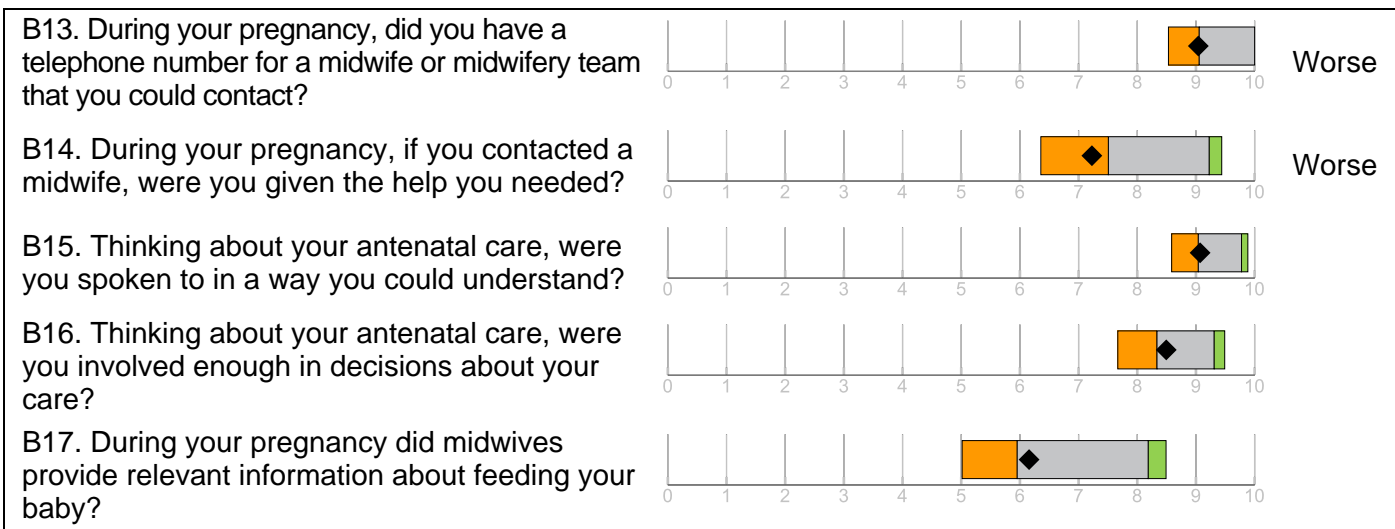 B13. During your pregnancy, did you have a
telephone number for a midwife or midwifery team
that you could contact?
0 1 2 3 4 5 6 7 8 9 10
Worse
B14. During your pregnancy, if you contacted a
midwife, were you given the help you needed?
0 1 2 3 4 5 6 7 8 9 10
Worse
B15. Thinking about your antenatal care, were
you spoken to in a way you could understand?
0 1 2 3 4 5 6 7 8 9 10
B16. Thinking about your antenatal care, were
you involved enough in decisions about your
care?
0 1 2 3 4 5 6 7 8 9 10
B17. During your pregnancy did midwives
provide relevant information about feeding your
baby?
0 1 2 3 4 5 6 7 8 9 10